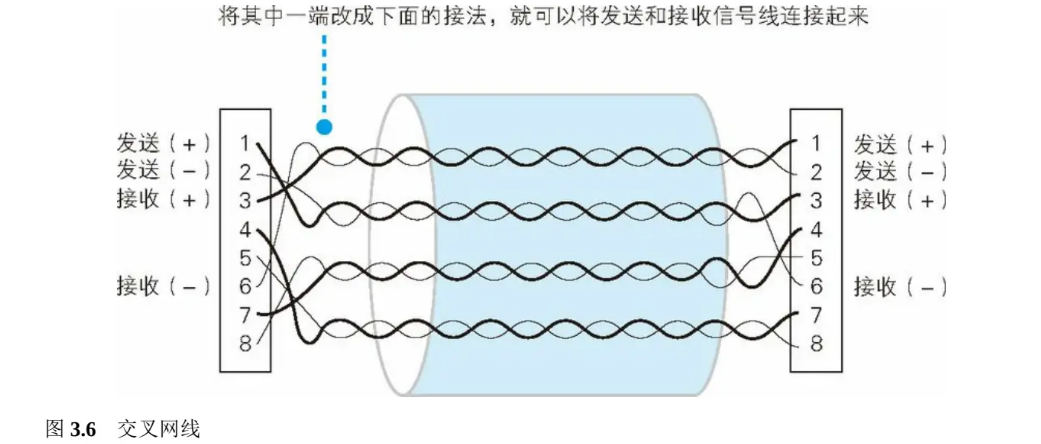 将其中一端改成下面的接法，就可以将发送和接收信号线连接起来
发送（+） 1 1 发送（+）
发送（-） 2 2 发送（-）
接收（+） 3 3 接收（+）
4 4
5 5
接收（-） 6 6 接收（-）
7 7
8 8
图 3.6 交叉网线